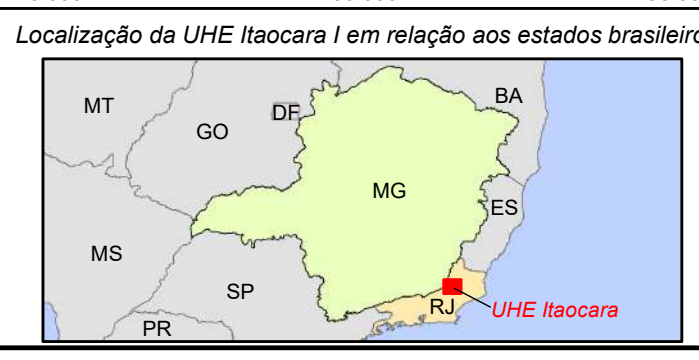 Localização da UHE Itaocara I em relação aos estados brasileiro
MT
GO
DF
BA
MG
ES
MS
SP
RJ
UHE Itaocara
PR